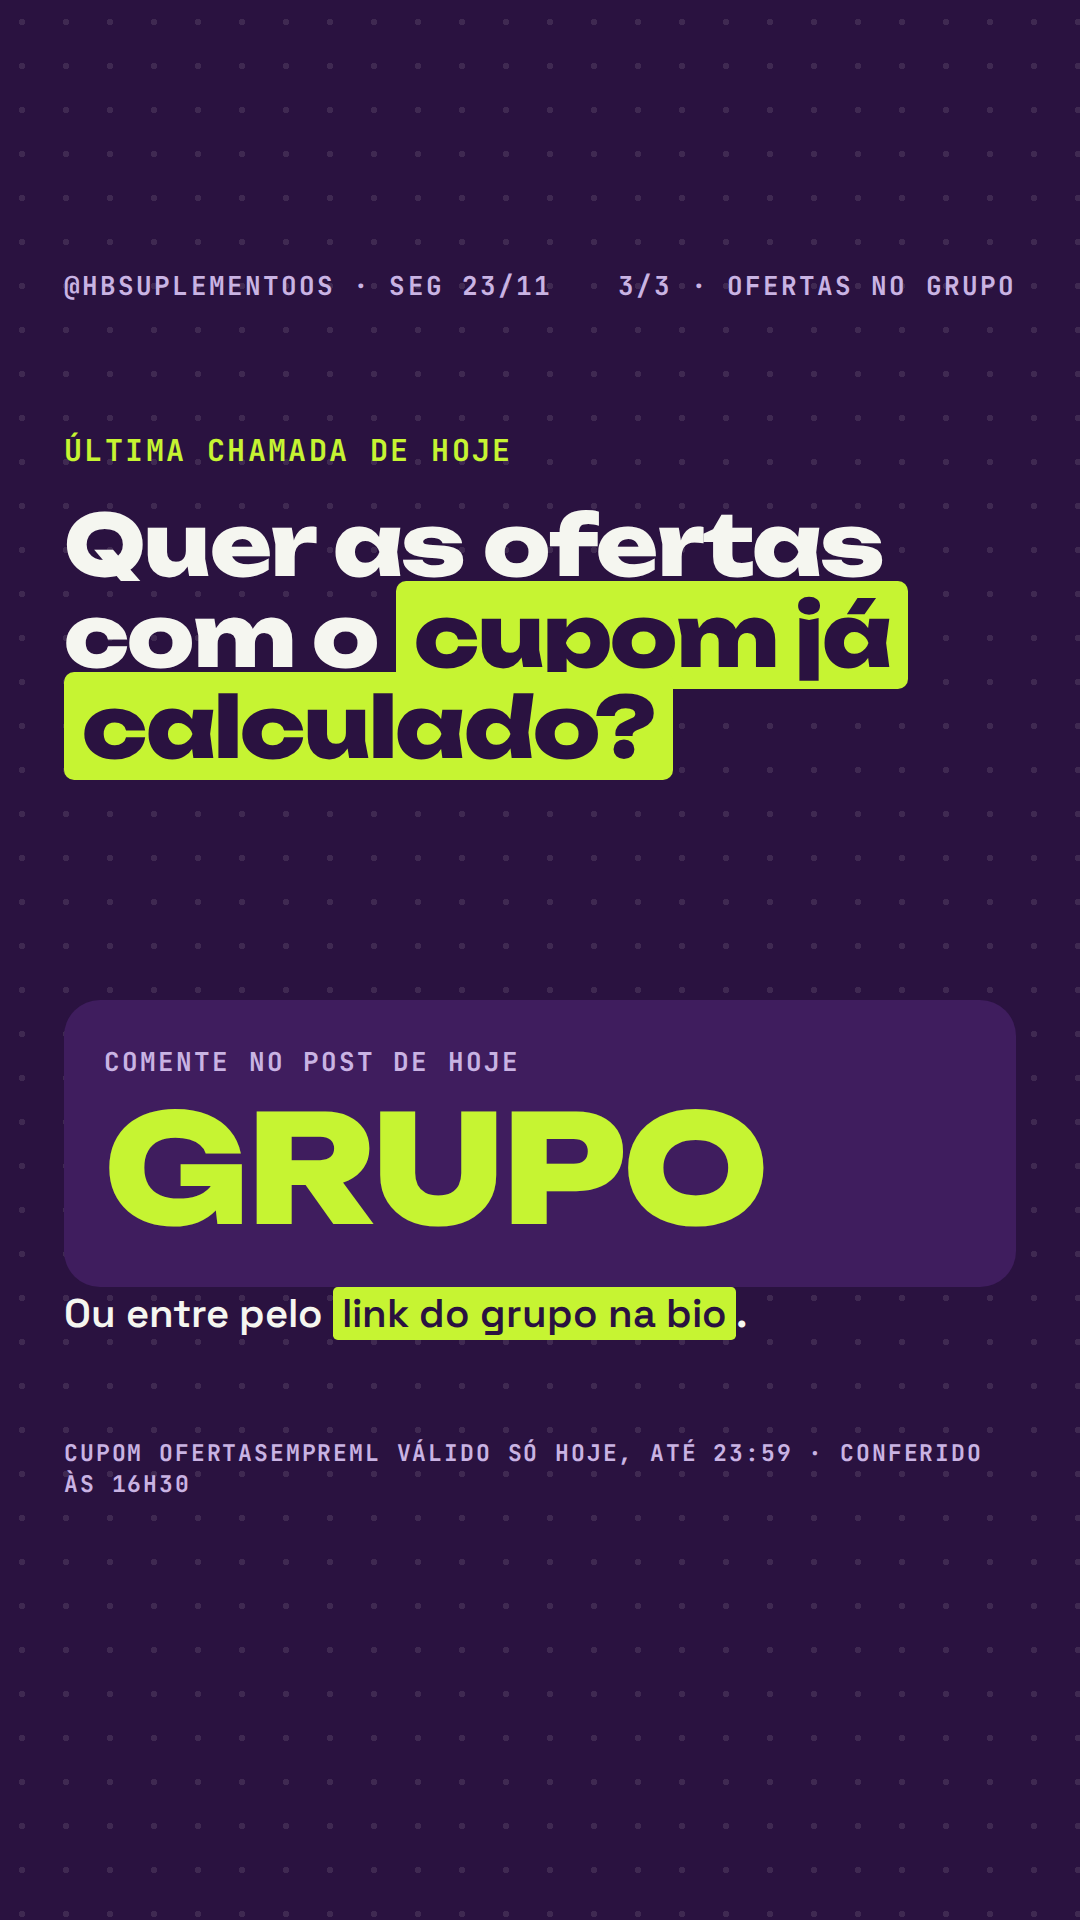 @HBSUPLEMENTOOS · SEG 23/11    3/3 · OFERTAS NO GRUPO
ÚLTIMA CHAMADA DE HOJE
Quer as ofertas
com o cupom já
calculado?
COMENTE NO POST DE HOJE
GRUPO
Ou entre pelo link do grupo na bio.
CUPOM OFERTASEMPREML VÁLIDO SÓ HOJE, ATÉ 23:59 · CONFERIDO
ÀS 16H30